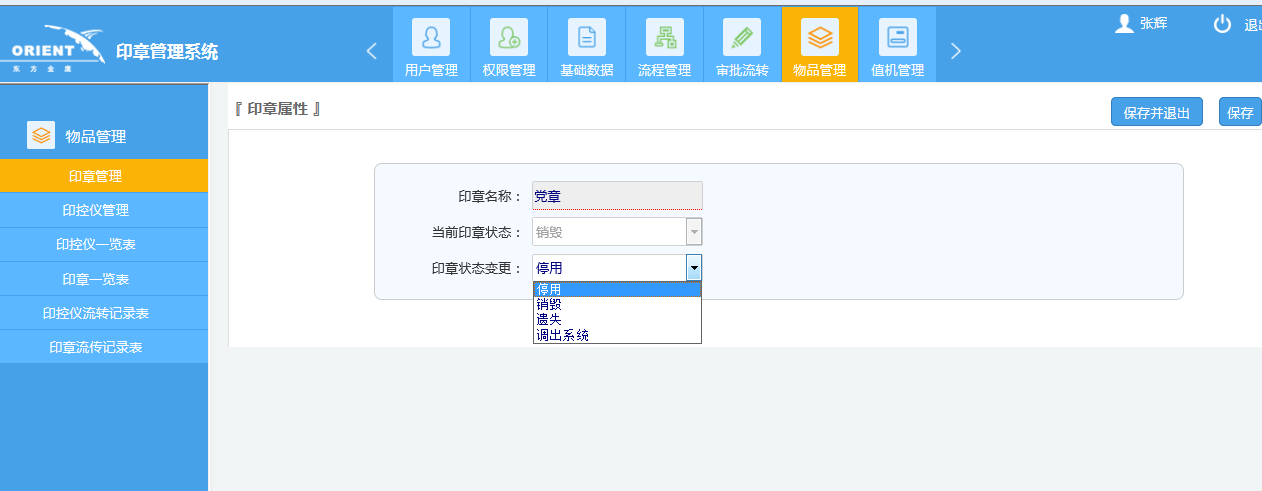 ORIENT
东方金鹰
印章管理系统
用户管理
权限管理
基础数据
流程管理
审批流转
物品管理
值机管理
张辉
退出
物品管理
印章管理
印控仪管理
印控仪一览表
印章一览表
印控仪流转记录表
印章流传记录表
『 印章属性 』
保存并退出
保存
印章名称： 党章
当前印章状态： 销毁
印章状态变更： 停用
停用
销毁
遗失
调出系统